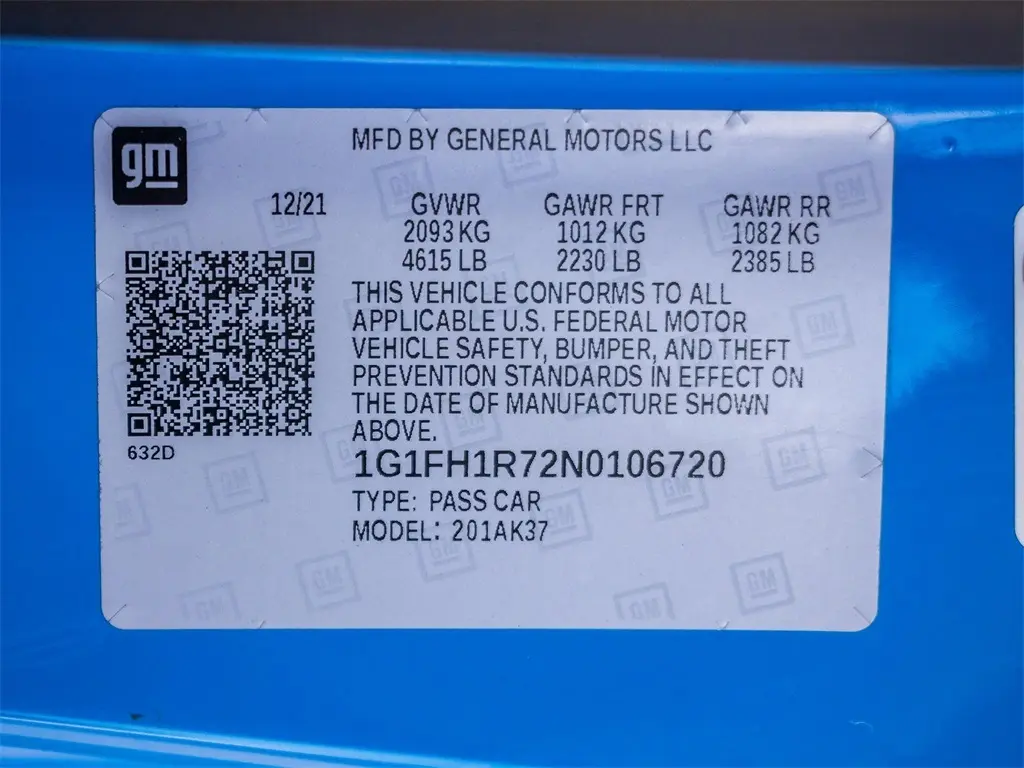 gm
MFD BY GENERAL MOTORS LLC
12/21 GVWR GAWR FRT GAWR RR
2093 KG 1012 KG 1082 KG
4615 LB 2230 LB 2385 LB
THIS VEHICLE CONFORMS TO ALL
APPLICABLE U.S. FEDERAL MOTOR
VEHICLE SAFETY, BUMPER, AND THEFT
PREVENTION STANDARDS IN EFFECT ON
THE DATE OF MANUFACTURE SHOWN
ABOVE.
632D
1G1FH1R72N0106720
TYPE: PASS CAR
MODEL: 201AK37